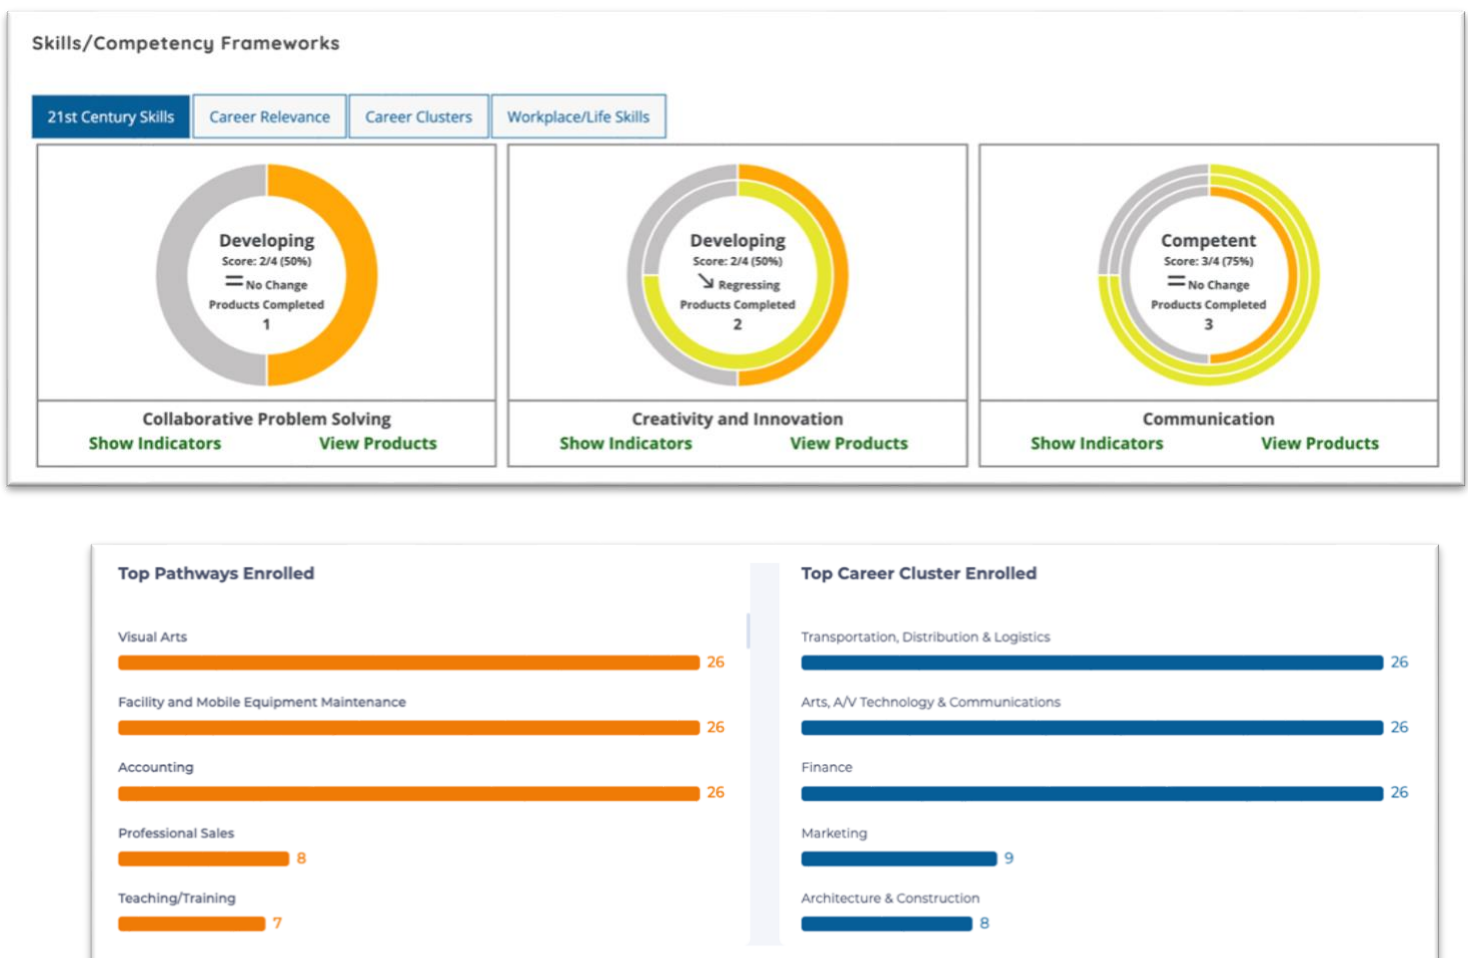 Skills/Competency Frameworks
21st Century Skills
Career Relevance
Career Clusters
Workplace/Life Skills
Developing
Score: 2/4 (50%)
No Change
Products Completed
1
Collaborative Problem Solving
Show Indicators
View Products
Developing
Score: 2/4 (50%)
Regressing
Products Completed
2
Creativity and Innovation
Show Indicators
View Products
Competent
Score: 3/4 (75%)
No Change
Products Completed
3
Communication
Show Indicators
View Products
Top Pathways Enrolled
Visual Arts
26
Facility and Mobile Equipment Maintenance
26
Accounting
26
Professional Sales
8
Teaching/Training
7
Top Career Cluster Enrolled
Transportation, Distribution & Logistics
26
Arts, A/V Technology & Communications
26
Finance
26
Marketing
9
Architecture & Construction
8